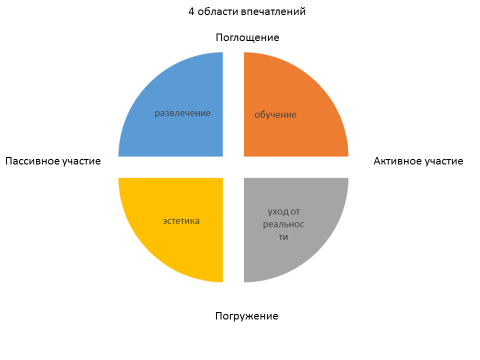 4 области впечатлений
Поглощение
развлечение
обучение
Пассивное участие
Активное участие
эстетика
уход от
реальнос
ти
Погружение